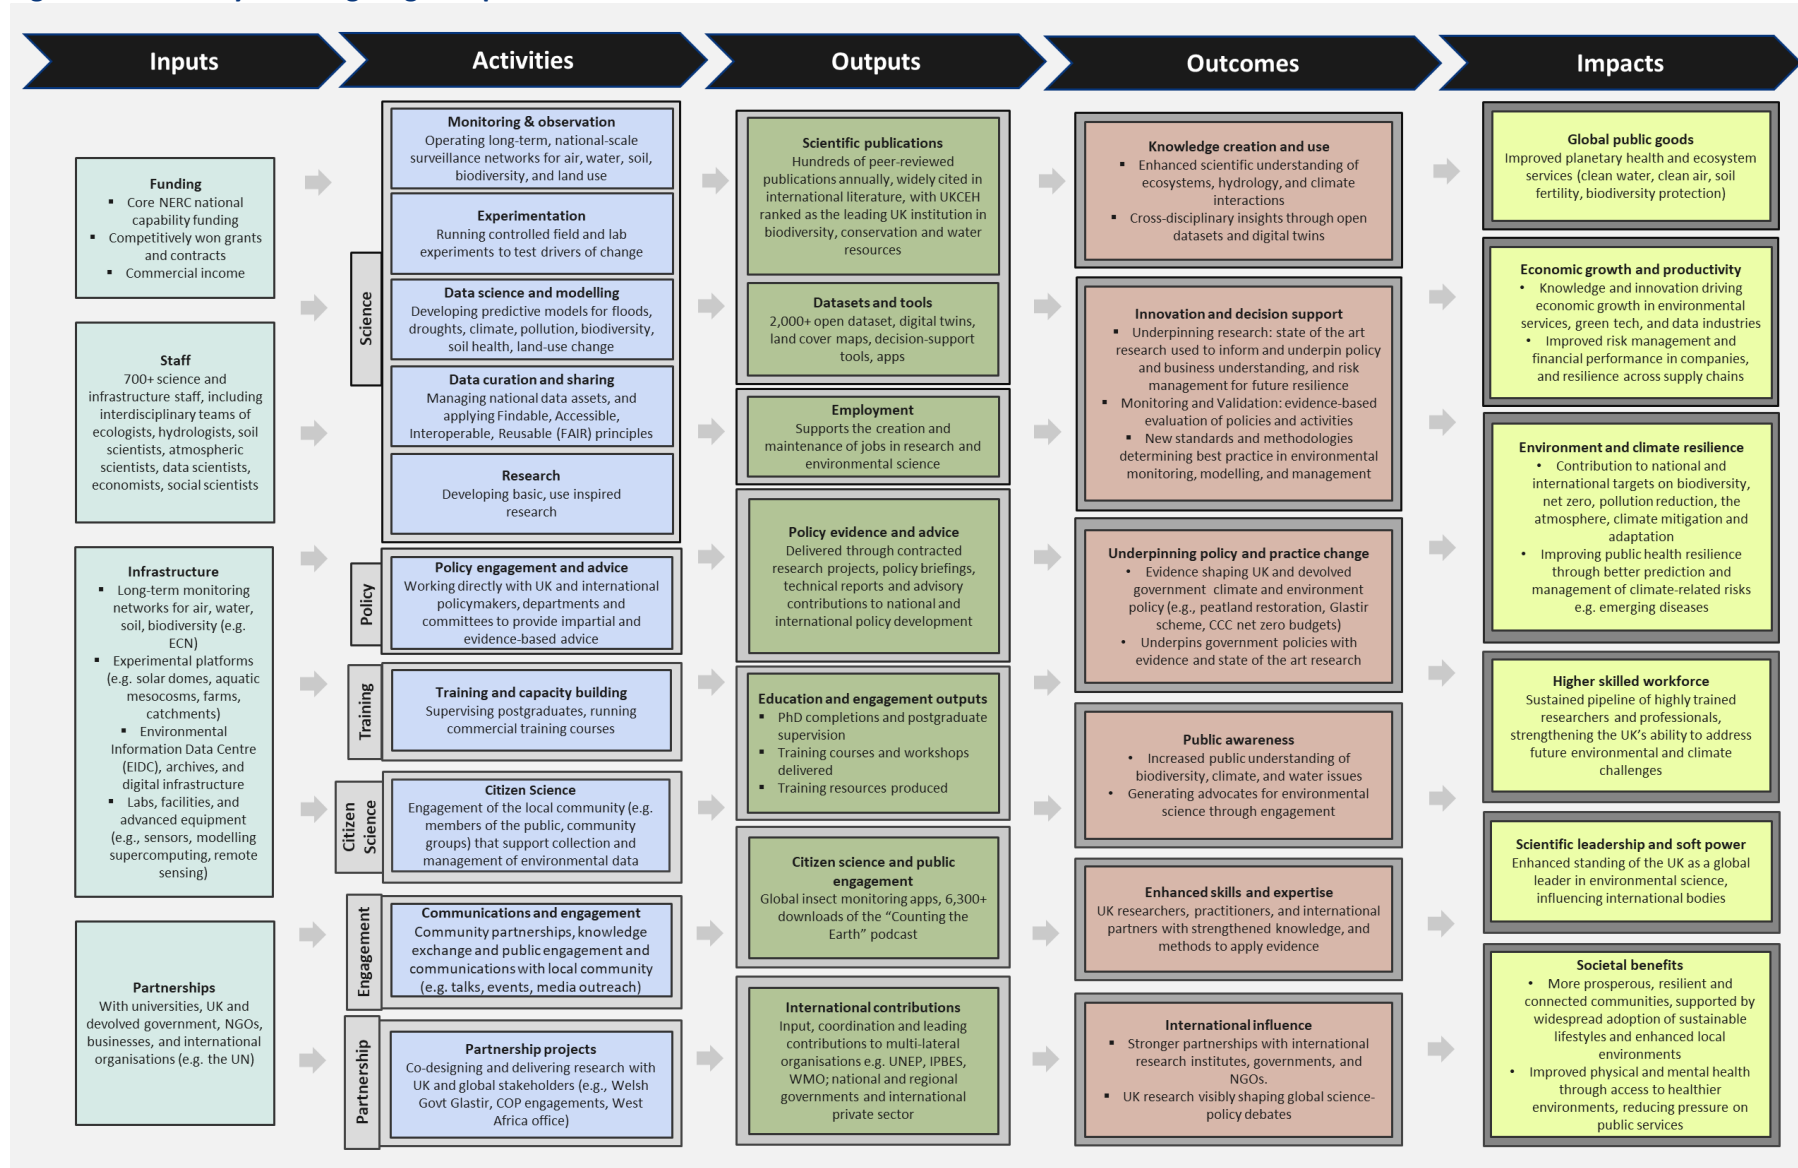 Inputs
Activities
Outputs
Outcomes
Impacts
Funding
▪ Core NERC national
capability funding
▪ Competitively won grants
and contracts
▪ Commercial income
Staff
700+ science and
infrastructure staff, including
interdisciplinary teams of
ecologists, hydrologists, soil
scientists, atmospheric
scientists, data scientists,
economists, social scientists
Infrastructure
▪ Long-term monitoring
networks for air, water,
soil, biodiversity (e.g.
ECN)
▪ Experimental platforms
(e.g. solar domes, aquatic
mesocosms, farms,
catchments)
▪ Environmental
Information Data Centre
(EIDC), archives, and
digital infrastructure
▪ Labs, facilities, and
advanced equipment
(e.g., sensors, modelling
supercomputing, remote
sensing)
Partnerships
With universities, UK and
devolved government, NGOs,
businesses, and international
organisations (e.g. the UN)
Science
Monitoring & observation
Operating long-term, national-scale
surveillance networks for air, water, soil,
biodiversity, and land use
Experimentation
Running controlled field and lab
experiments to test drivers of change
Data science and modelling
Developing predictive models for floods,
droughts, climate, pollution, biodiversity,
soil health, land-use change
Data curation and sharing
Managing national data assets, and
applying Findable, Accessible,
Interoperable, Reusable (FAIR) principles
Research
Developing basic, use inspired
research
Policy
Policy engagement and advice
Working directly with UK and international
policymakers, departments and
committees to provide impartial and
evidence-based advice
Training
Training and capacity building
Supervising postgraduates, running
commercial training courses
Citizen
Science
Citizen Science
Engagement of the local community (e.g.
members of the public, community
groups) that support collection and
management of environmental data
Engagement
Communications and engagement
Community partnerships, knowledge
exchange and public engagement and
communications with local community
(e.g. talks, events, media outreach)
Partnership
Partnership projects
Co-designing and delivering research with
UK and global stakeholders (e.g., Welsh
Govt Glastir, COP engagements, West
Africa office)
Scientific publications
Hundreds of peer-reviewed
publications annually, widely cited in
international literature, with UKCEH
ranked as the leading UK institution in
biodiversity, conservation and water
resources
Datasets and tools
2,000+ open dataset, digital twins,
land cover maps, decision-support
tools, apps
Employment
Supports the creation and
maintenance of jobs in research and
environmental science
Policy evidence and advice
Delivered through contracted
research projects, policy briefings,
technical reports and advisory
contributions to national and
international policy development
Education and engagement outputs
▪ PhD completions and postgraduate
supervision
▪ Training courses and workshops
delivered
▪ Training resources produced
Citizen science and public
engagement
Global insect monitoring apps, 6,300+
downloads of the “Counting the
Earth” podcast
International contributions
Input, coordination and leading
contributions to multi-lateral
organisations e.g. UNEP, IPBES,
WMO; national and regional
governments and international
private sector
Knowledge creation and use
▪ Enhanced scientific understanding of
ecosystems, hydrology, and climate
interactions
▪ Cross-disciplinary insights through open
datasets and digital twins
Innovation and decision support
▪ Underpinning research: state of the art
research used to inform and underpin policy
and business understanding, and risk
management for future resilience
▪ Monitoring and Validation: evidence-based
evaluation of policies and activities
▪ New standards and methodologies
determining best practice in environmental
monitoring, modelling, and management
Underpinning policy and practice change
• Evidence shaping UK and devolved
government climate and environment
policy (e.g., peatland restoration, Glastir
scheme, CCC net zero budgets)
• Underpins government policies with
evidence and state of the art research
Public awareness
• Increased public understanding of
biodiversity, climate, and water issues
• Generating advocates for environmental
science through engagement
Enhanced skills and expertise
UK researchers, practitioners, and international
partners with strengthened knowledge, and
methods to apply evidence
International influence
▪ Stronger partnerships with international
research institutes, governments, and
NGOs.
▪ UK research visibly shaping global science-
policy debates
Global public goods
Improved planetary health and ecosystem
services (clean water, clean air, soil
fertility, biodiversity protection)
Economic growth and productivity
• Knowledge and innovation driving
economic growth in environmental
services, green tech, and data industries
• Improved risk management and
financial performance in companies,
and resilience across supply chains
Environment and climate resilience
• Contribution to national and
international targets on biodiversity,
net zero, pollution reduction, the
atmosphere, climate mitigation and
adaptation
• Improving public health resilience
through better prediction and
management of climate-related risks
e.g. emerging diseases
Higher skilled workforce
Sustained pipeline of highly trained
researchers and professionals,
strengthening the UK’s ability to address
future environmental and climate
challenges
Scientific leadership and soft power
Enhanced standing of the UK as a global
leader in environmental science,
influencing international bodies
Societal benefits
• More prosperous, resilient and
connected communities, supported by
widespread adoption of sustainable
lifestyles and enhanced local
environments
• Improved physical and mental health
through access to healthier
environments, reducing pressure on
public services